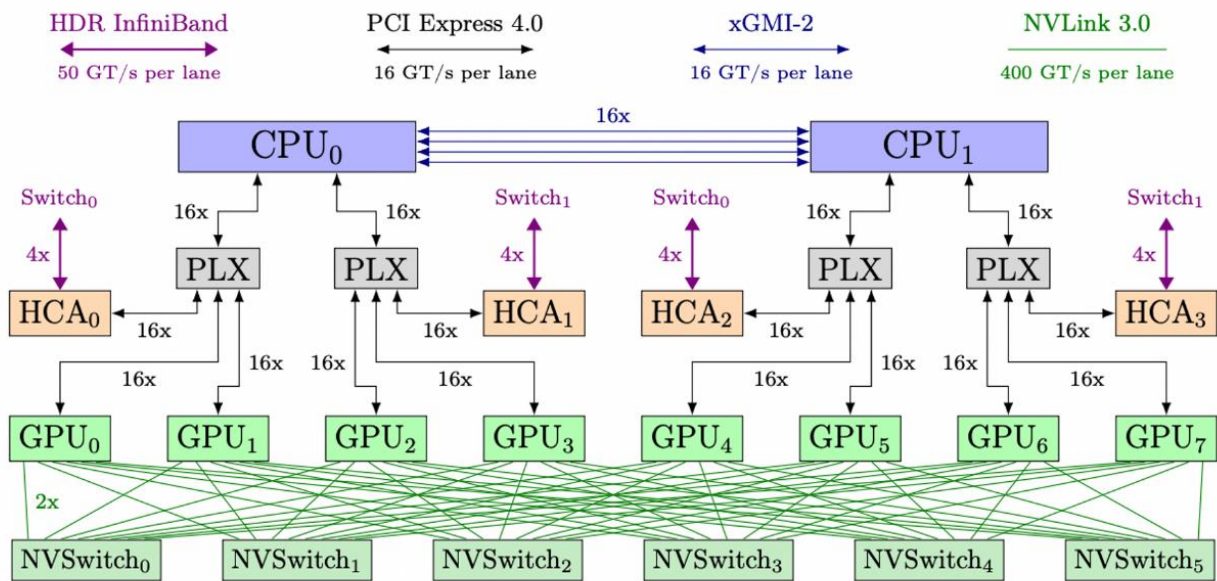 HDR InfiniBand PCI Express 4.0 xGMI-2 NVLink 3.0
50 GT/s per lane 16 GT/s per lane 16 GT/s per lane 400 GT/s per lane
16x
CPU₀ CPU₁
Switch₀ 16x 16x Switch₁ Switch₀ 16x 16x Switch₁
4x PLX PLX 4x 4x PLX PLX 4x
HCA₀ 16x 16x HCA₁ HCA₂ 16x 16x HCA₃
16x 16x 16x 16x 16x 16x 16x 16x
GPU₀ GPU₁ GPU₂ GPU₃ GPU₄ GPU₅ GPU₆ GPU₇
2x
NVSwitch₀ NVSwitch₁ NVSwitch₂ NVSwitch₃ NVSwitch₄ NVSwitch₅